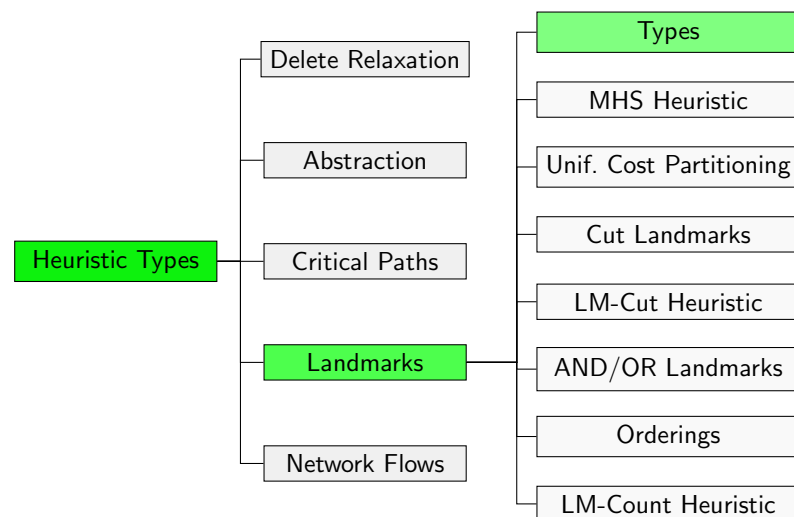 Heuristic Types
Delete Relaxation
Abstraction
Critical Paths
Landmarks
Network Flows
Types
MHS Heuristic
Unif. Cost Partitioning
Cut Landmarks
LM-Cut Heuristic
AND/OR Landmarks
Orderings
LM-Count Heuristic